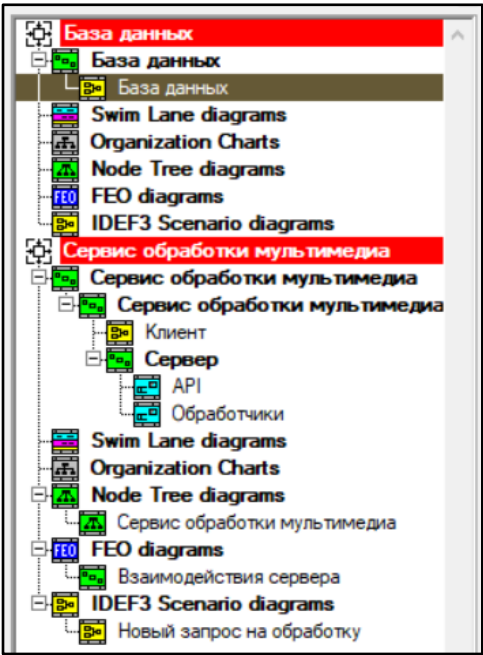 База данных
База данных
База данных
Swim Lane diagrams
Organization Charts
Node Tree diagrams
FEO FEO diagrams
IDEF3 Scenario diagrams
Сервис обработки мультимедиа
Сервис обработки мультимедиа
Сервис обработки мультимедиа
Клиент
Сервер
API
Обработчики
Swim Lane diagrams
Organization Charts
Node Tree diagrams
Сервис обработки мультимедиа
FEO FEO diagrams
Взаимодействия сервера
IDEF3 Scenario diagrams
Новый запрос на обработку